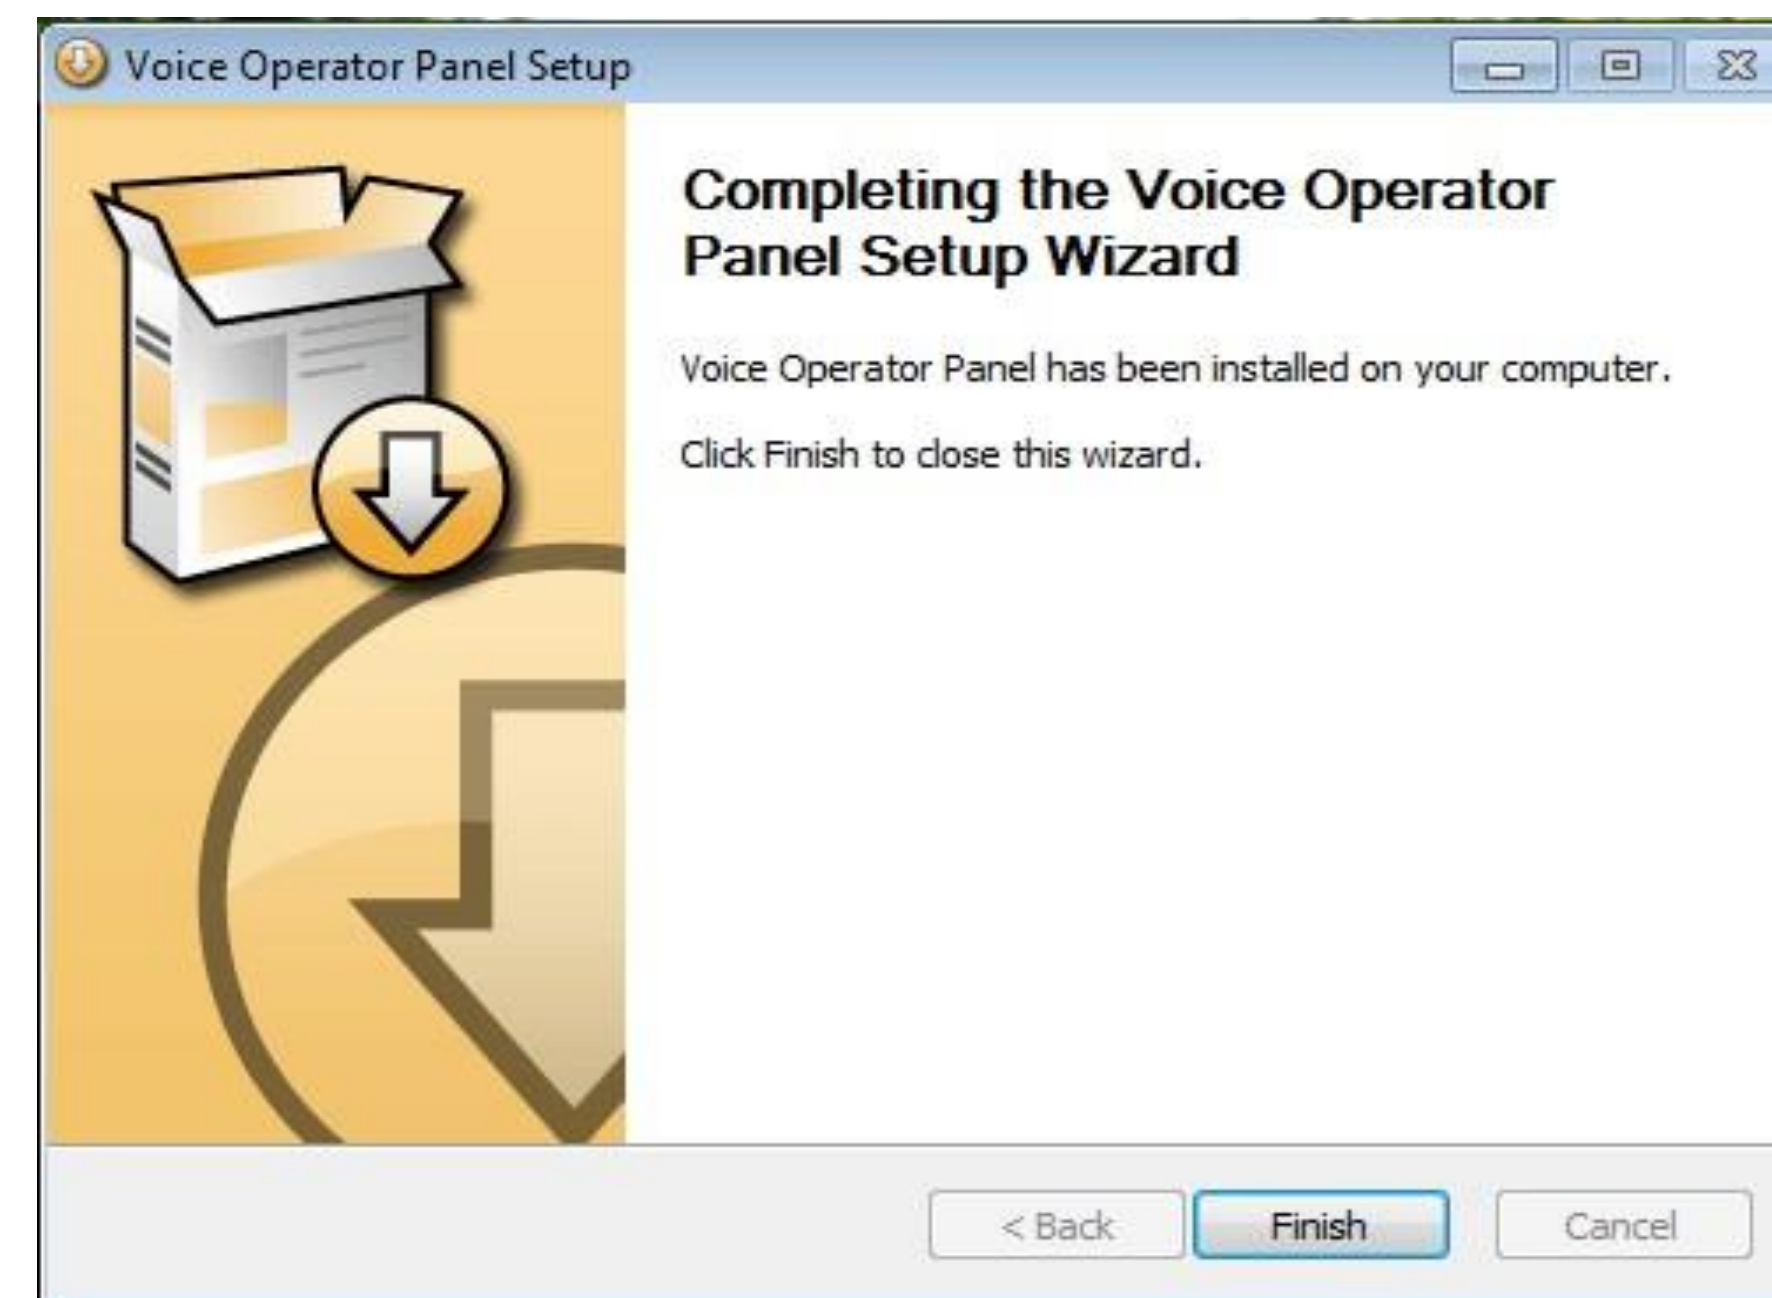 Voice Operator Panel Setup
Completing the Voice Operator
Panel Setup Wizard
Voice Operator Panel has been installed on your computer.
Click Finish to close this wizard.
< Back
Finish
Cancel